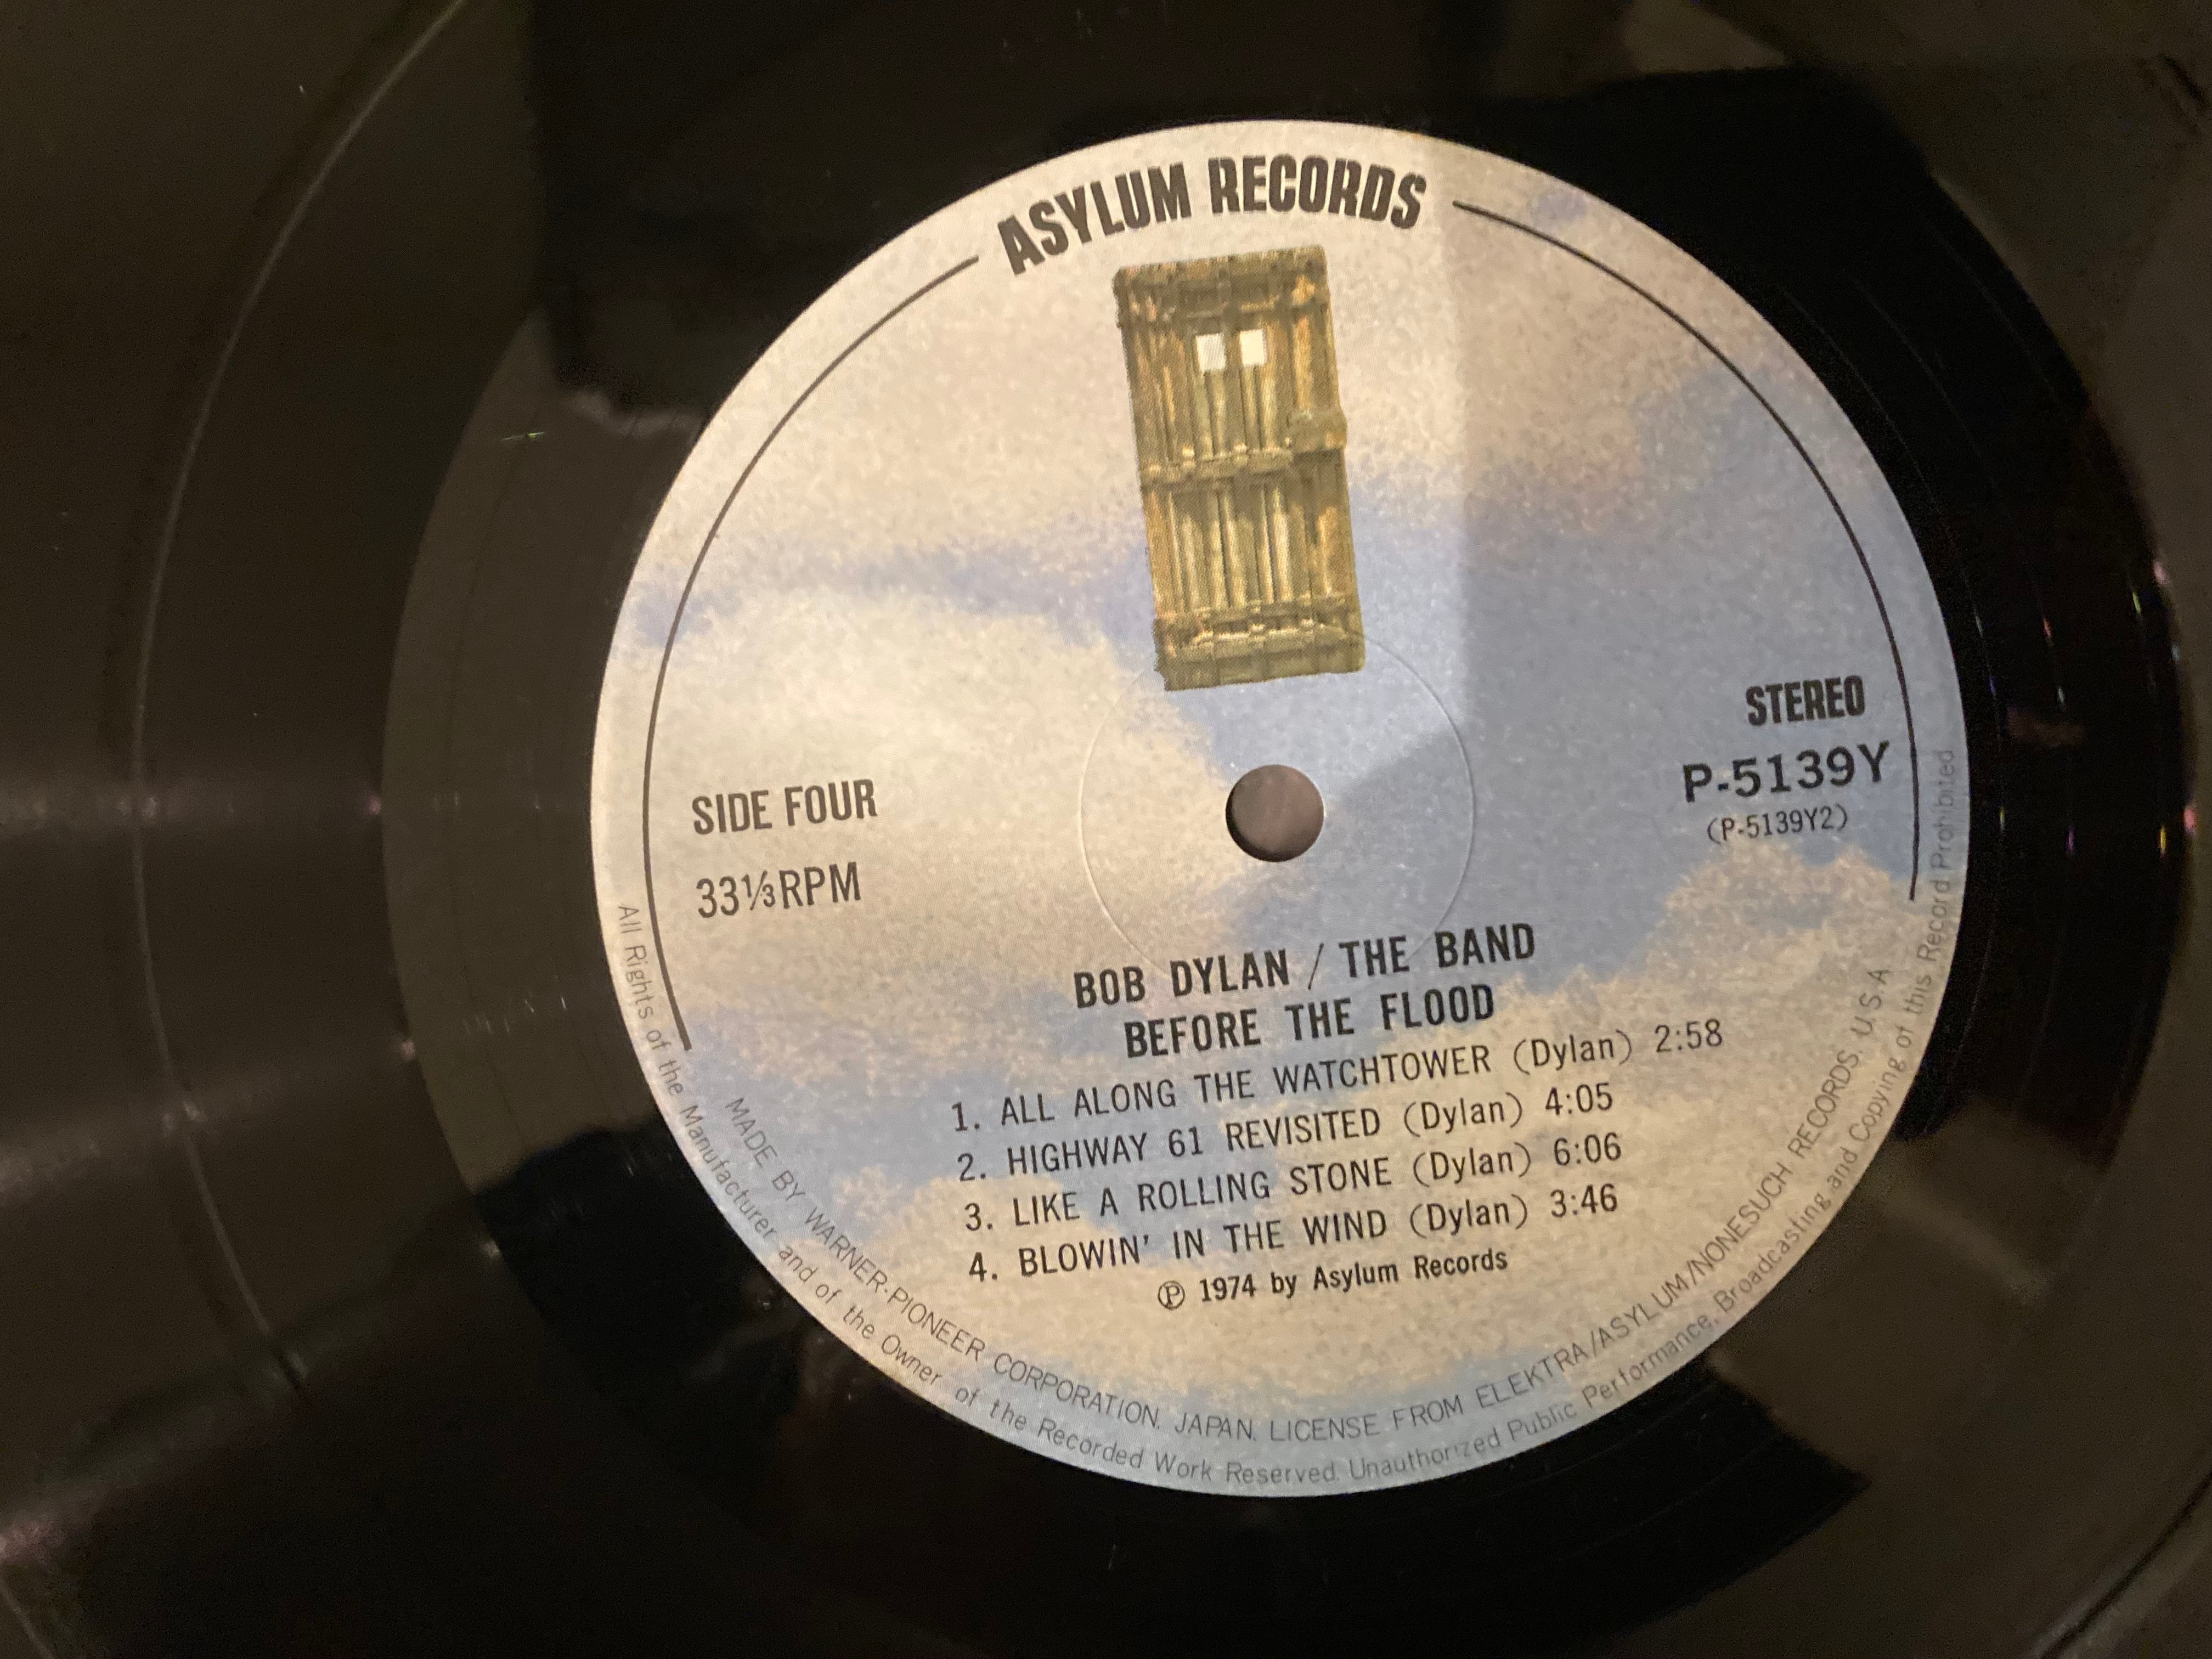 ASYLUM RECORDS
STEREO
P-5139Y
(P-5139Y2)
SIDE FOUR
33⅓RPM
BOB DYLAN / THE BAND
BEFORE THE FLOOD
1. ALL ALONG THE WATCHTOWER (Dylan) 2:58
2. HIGHWAY 61 REVISITED (Dylan) 4:05
3. LIKE A ROLLING STONE (Dylan) 6:06
4. BLOWIN' IN THE WIND (Dylan) 3:46
Ⓟ 1974 by Asylum Records
MADE BY WARNER-PIONEER CORPORATION. JAPAN. LICENSE FROM ELEKTRA/ASYLUM/NONESUCH RECORDS. U.S.A
All Rights of the Manufacturer and of the Owner of the Recorded Work Reserved. Unauthorized Public Performance, Broadcasting and Copying of this Record Prohibited